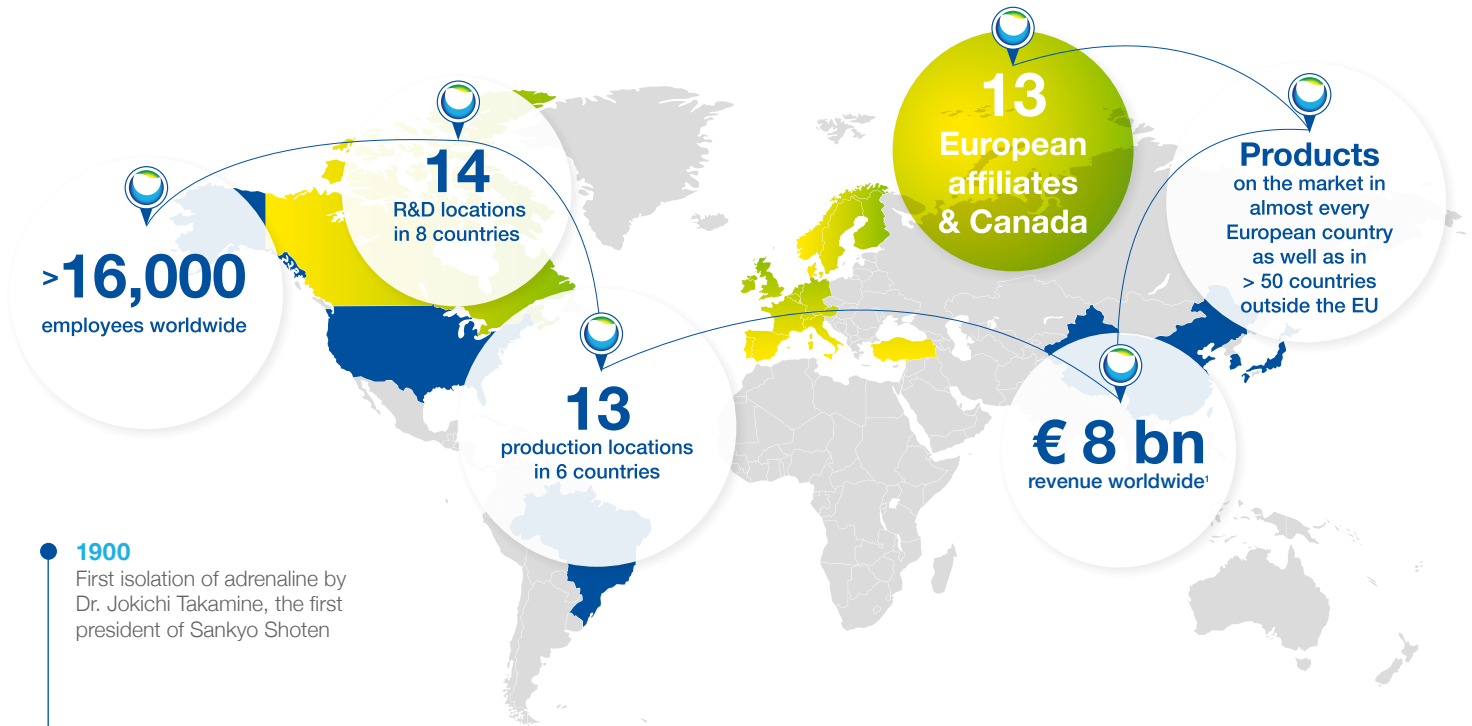 >16,000
employees worldwide
14
R&D locations
in 8 countries
13
production locations
in 6 countries
13
European
affiliates
& Canada
Products
on the market in
almost every
European country
as well as in
> 50 countries
outside the EU
€ 8 bn
revenue worldwide¹
1900
First isolation of adrenaline by
Dr. Jokichi Takamine, the first
president of Sankyo Shoten